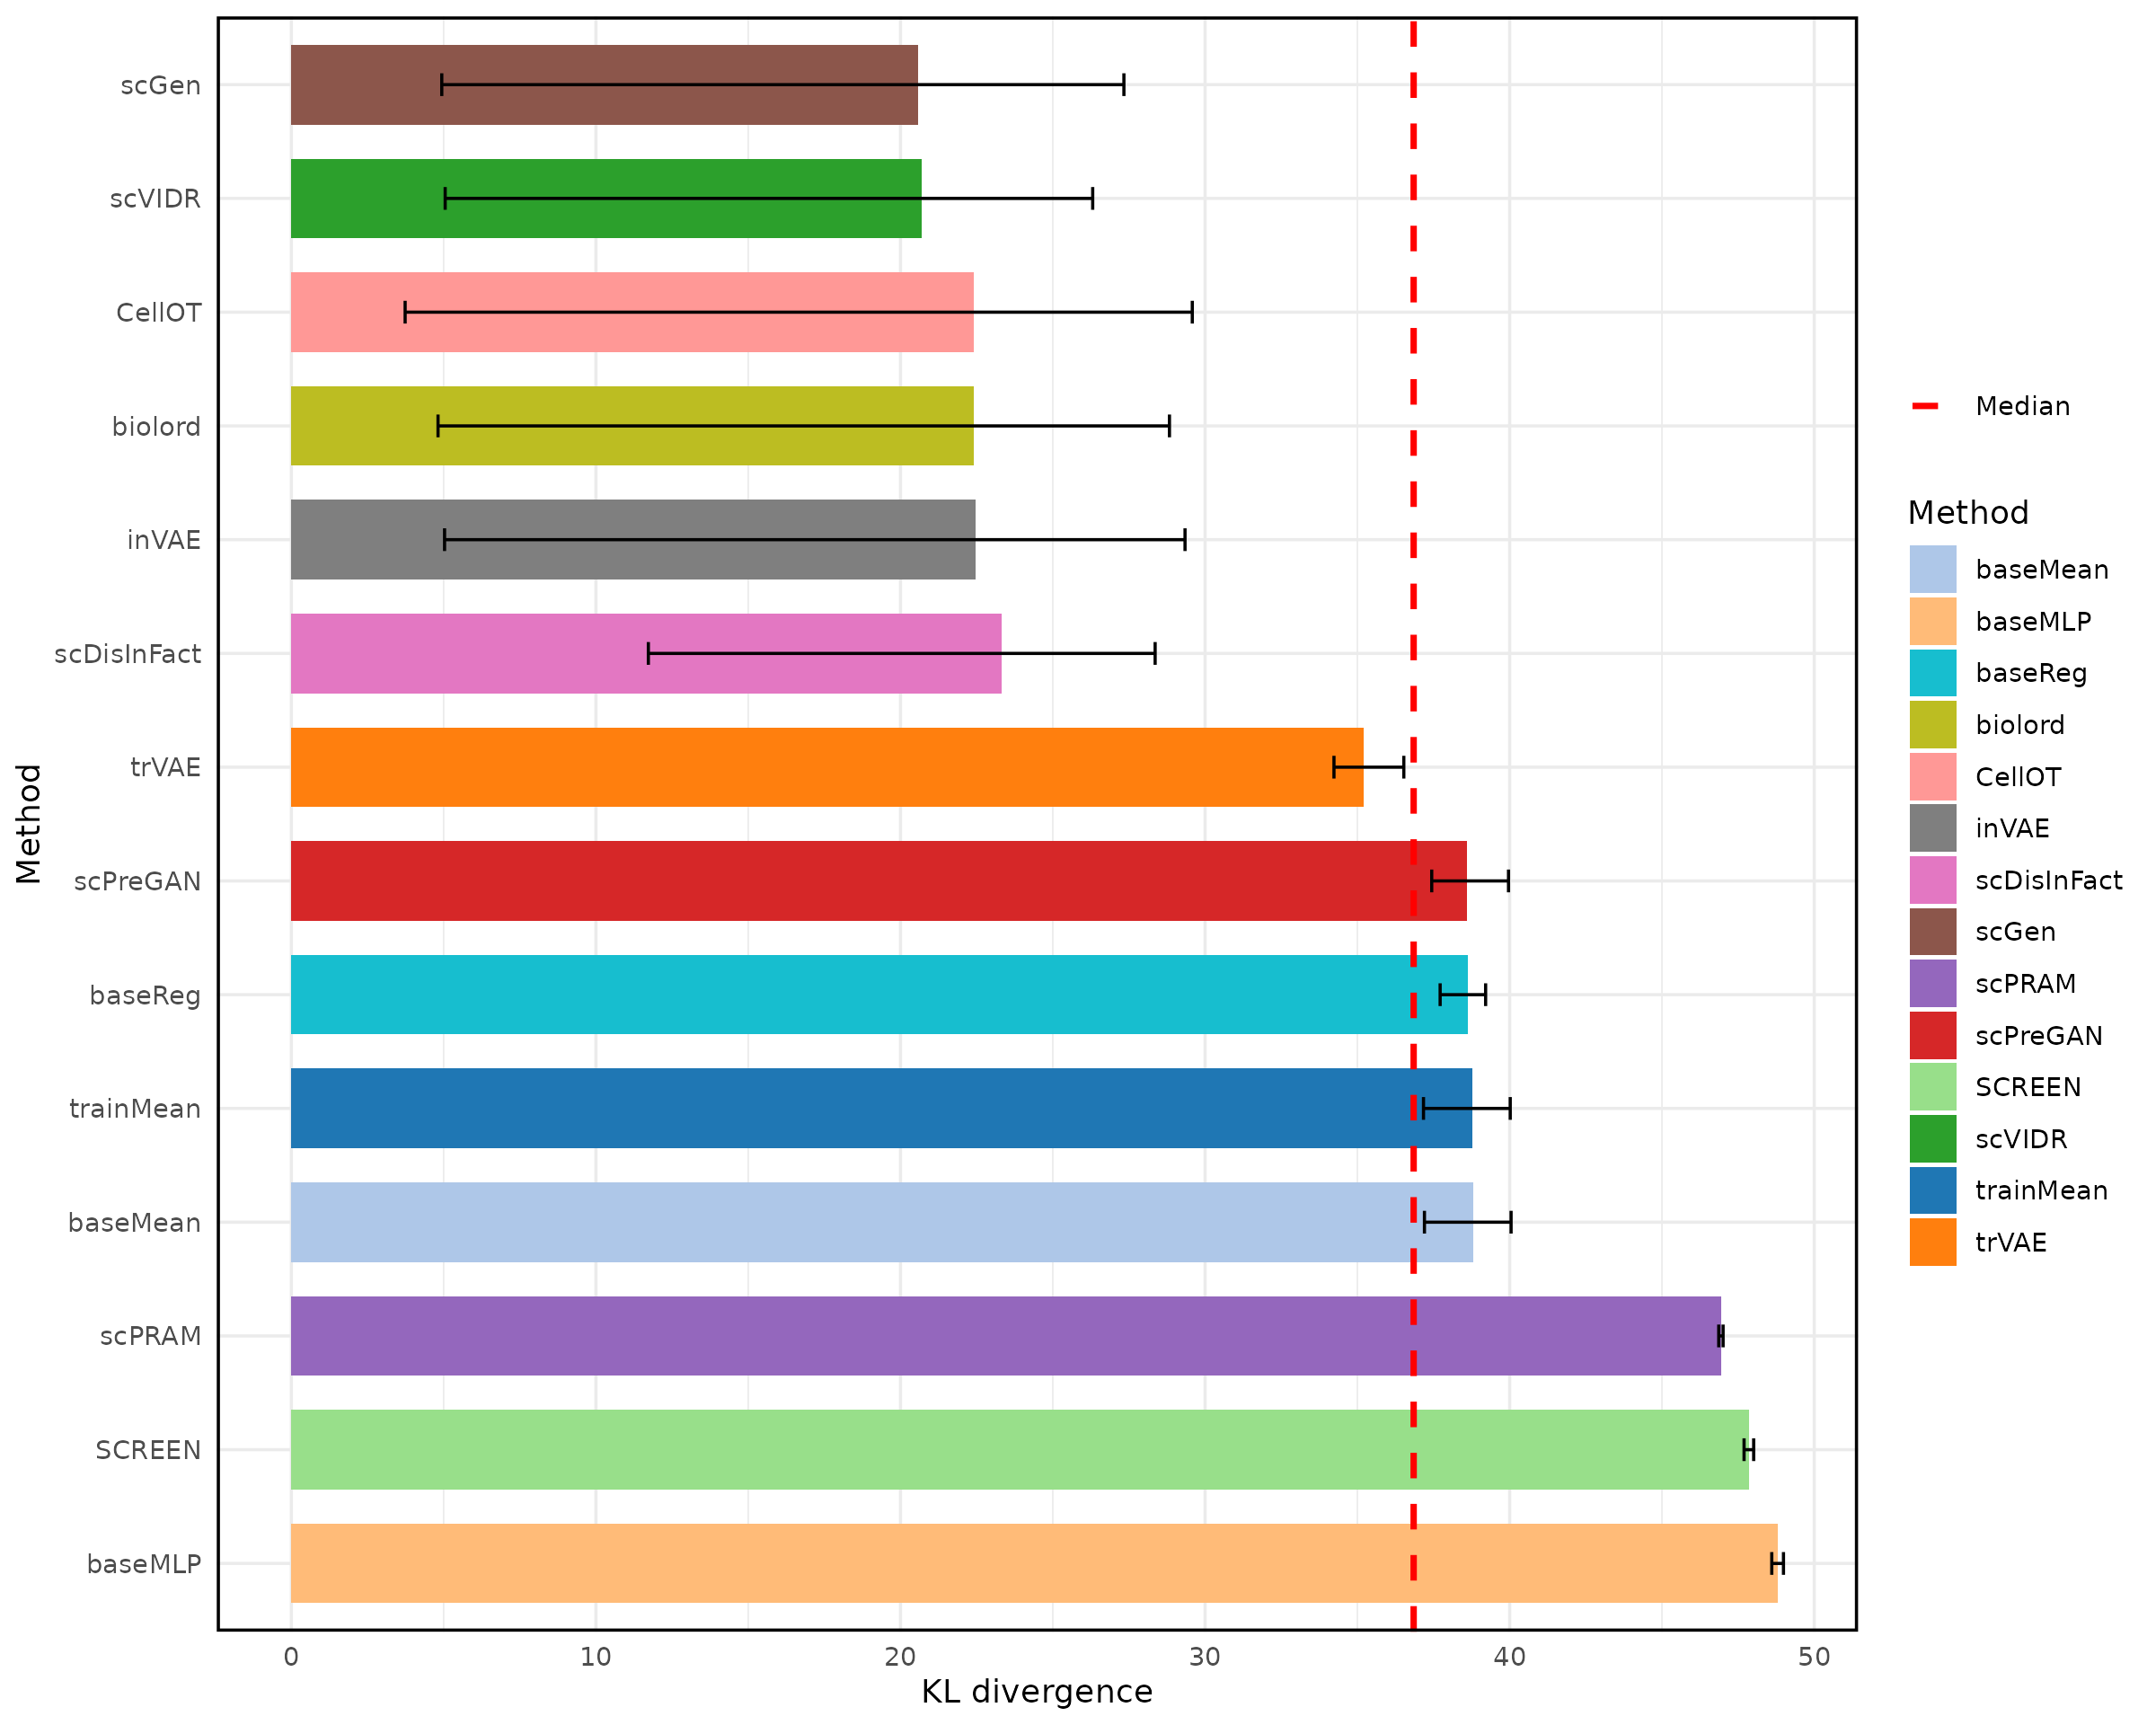 scGen
scVIDR
CellOT
biolord
inVAE
scDisInFact
trVAE
scPreGAN
baseReg
trainMean
baseMean
scPRAM
SCREEN
baseMLP
Method
0 10 20 30 40 50
KL divergence
Median
Method
baseMean
baseMLP
baseReg
biolord
CellOT
inVAE
scDisInFact
scGen
scPRAM
scPreGAN
SCREEN
scVIDR
trainMean
trVAE